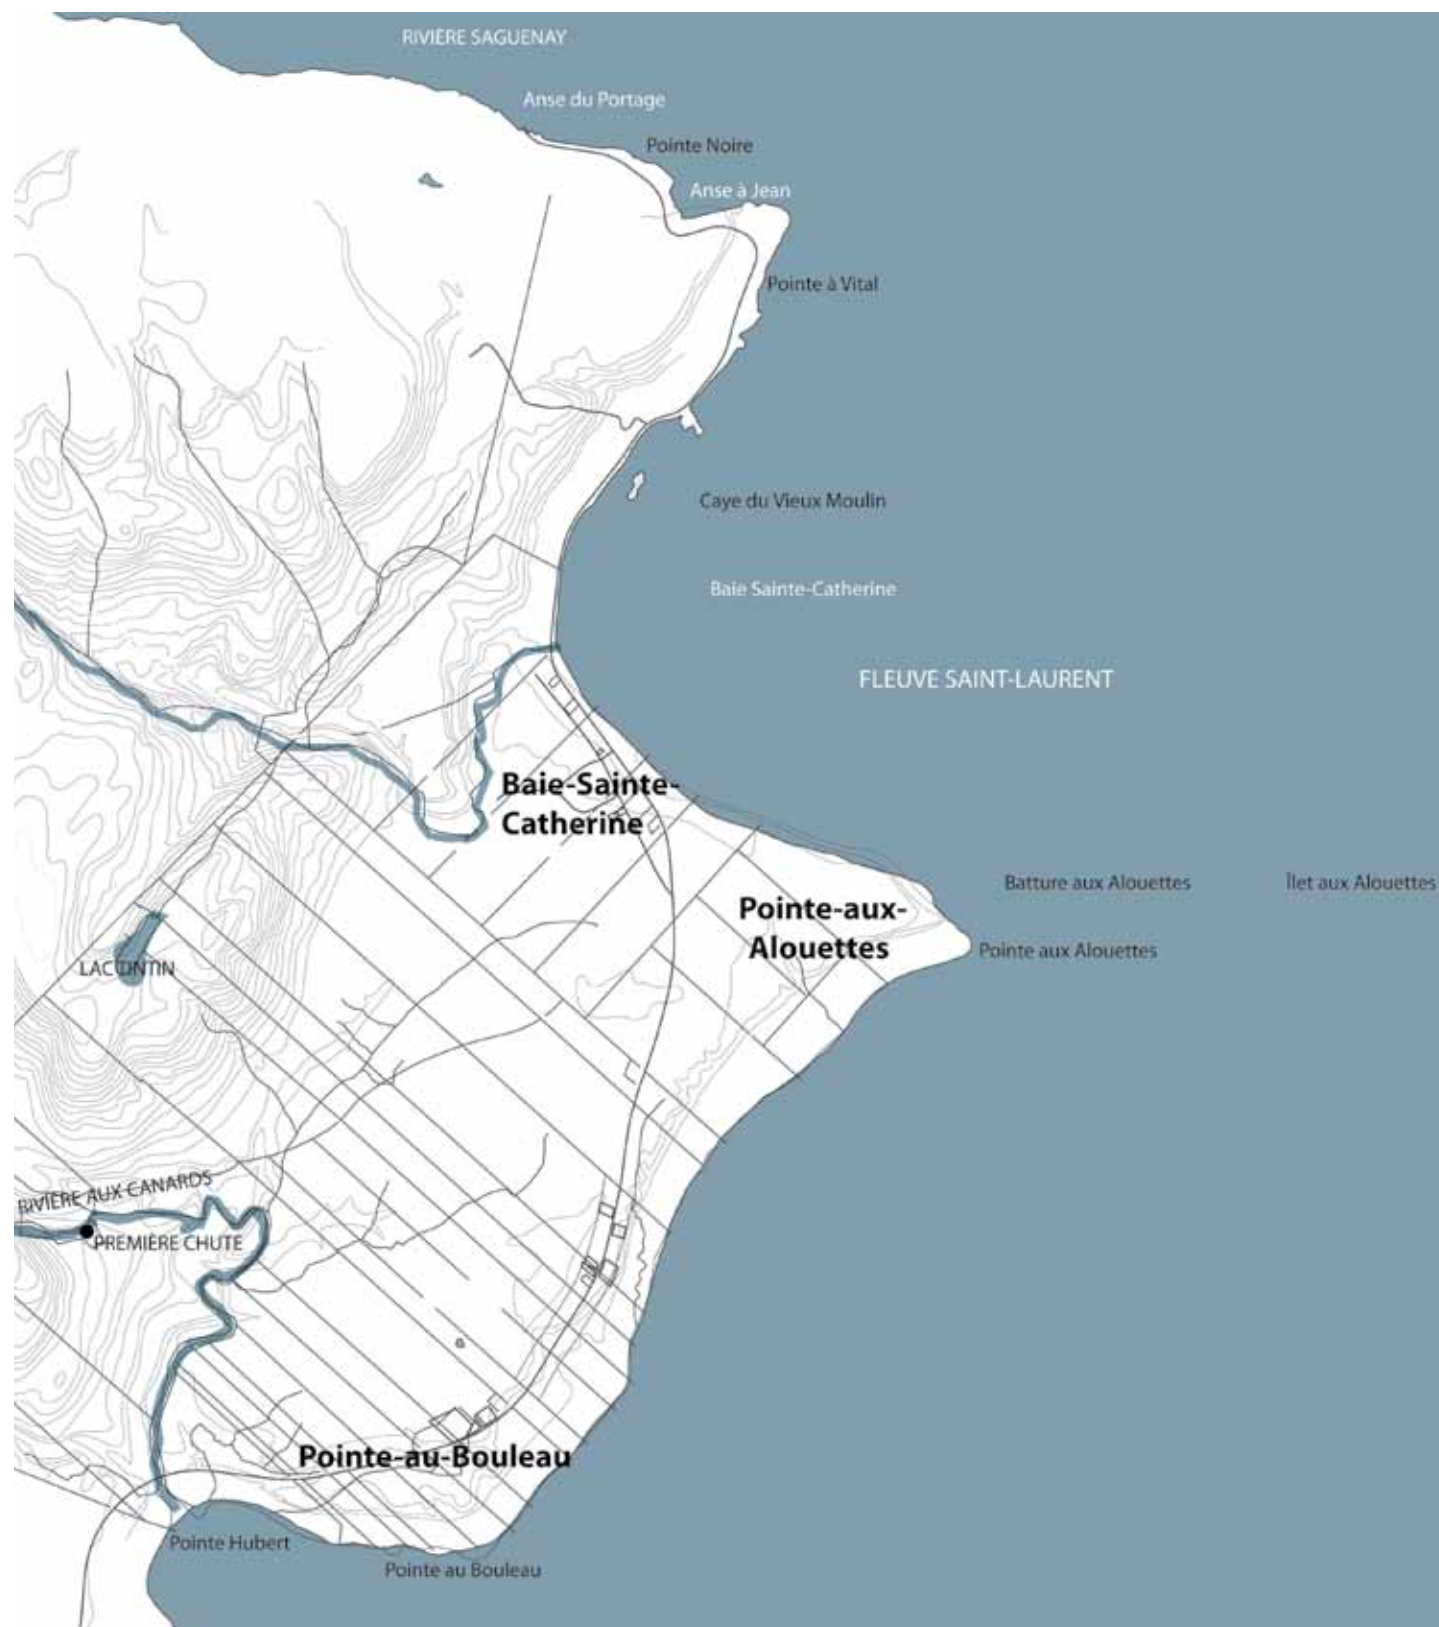 RIVIÈRE SAGUENAY
Anse du Portage
Pointe Noire
Anse à Jean
Pointe à Vital
Caye du Vieux Moulin
Baie Sainte-Catherine
FLEUVE SAINT-LAURENT
Baie-Sainte-
Catherine
Batture aux Alouettes
Îlet aux Alouettes
Pointe-aux-
Alouettes
Pointe aux Alouettes
LAC TINTIN
RIVIÈRE AUX CANARDS
PREMIÈRE CHUTE
Pointe-au-Bouleau
Pointe Hubert
Pointe au Bouleau